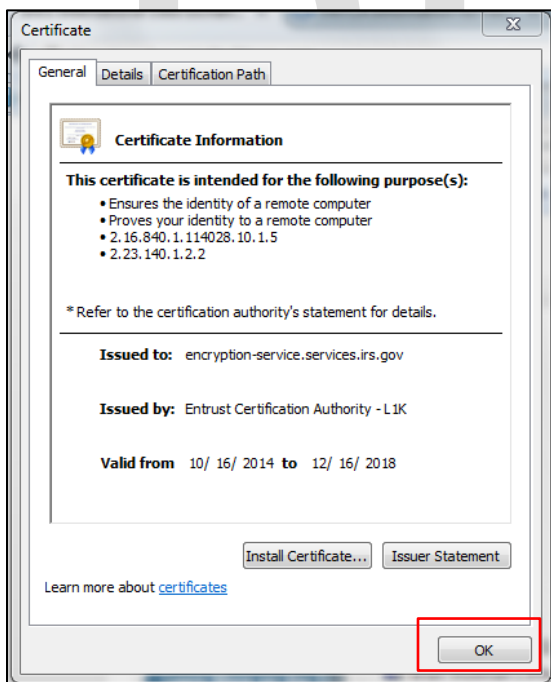 Certificate
General Details Certification Path
Certificate Information
This certificate is intended for the following purpose(s):
• Ensures the identity of a remote computer
• Proves your identity to a remote computer
• 2.16.840.1.114028.10.1.5
• 2.23.140.1.2.2
* Refer to the certification authority's statement for details.
Issued to: encryption-service.services.irs.gov
Issued by: Entrust Certification Authority - L1K
Valid from 10/ 16/ 2014 to 12/ 16/ 2018
Install Certificate... Issuer Statement
Learn more about certificates
OK